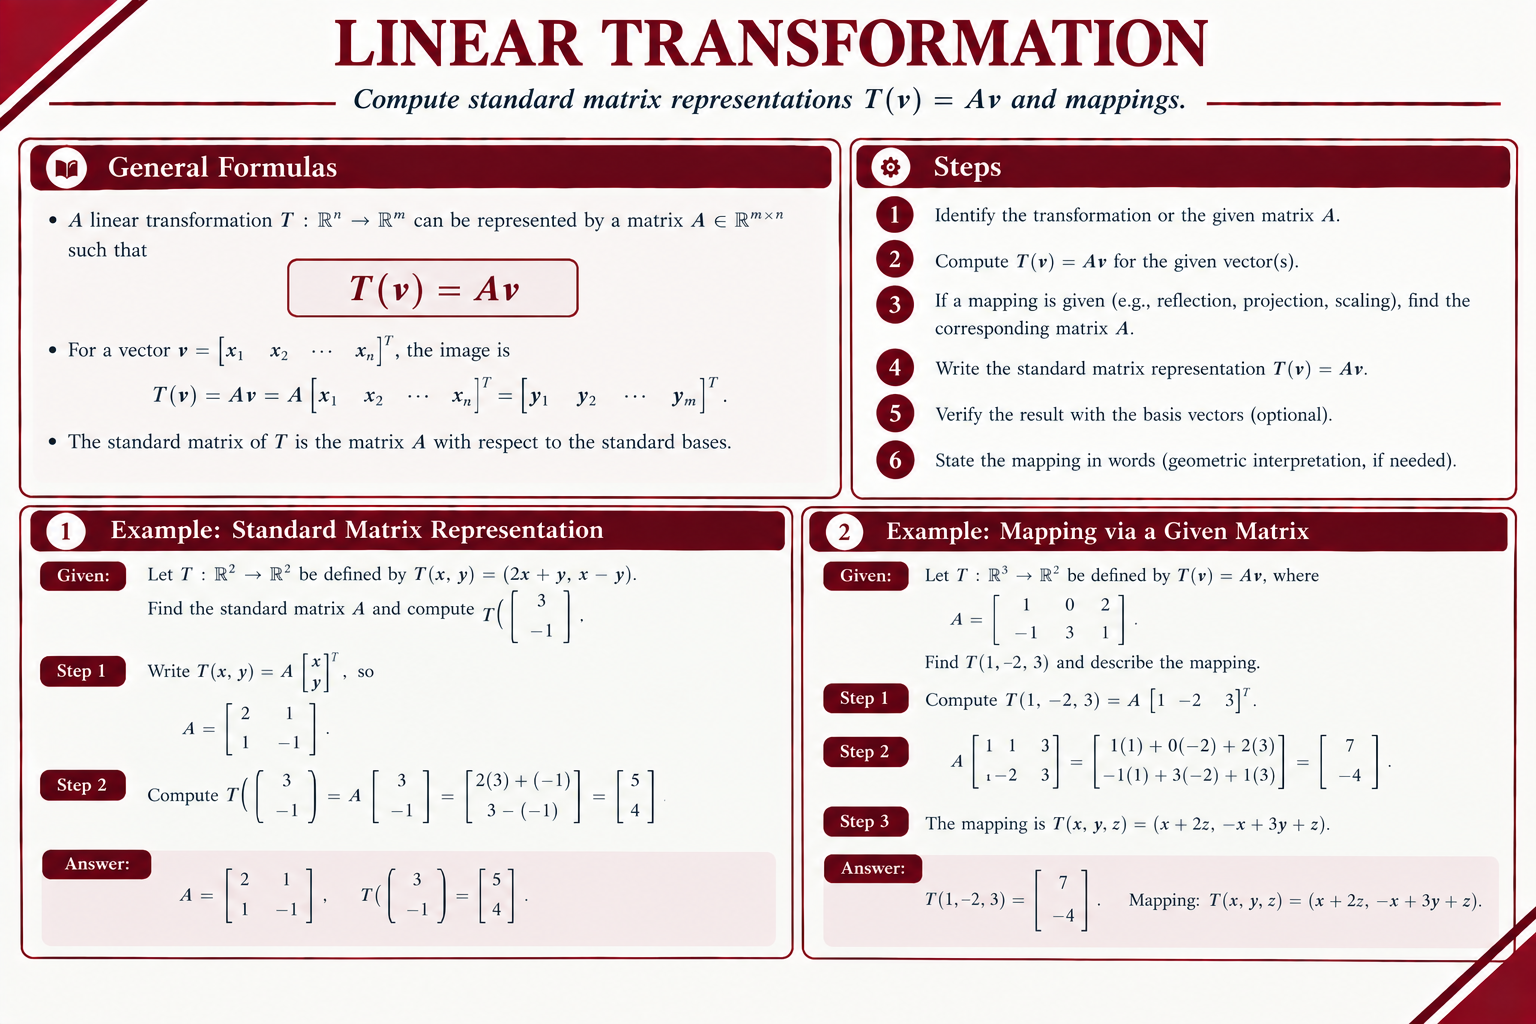 LINEAR TRANSFORMATION
Compute standard matrix representations T(v) = Av and mappings.
General Formulas
• A linear transformation T : ℝⁿ → ℝᵐ can be represented by a matrix A ∈ ℝᵐˣⁿ
such that
T(v) = Av
• For a vector v = [x₁ x₂ ⋯ xₙ]ᵀ, the image is
T(v) = Av = A [x₁ x₂ ⋯ xₙ]ᵀ = [y₁ y₂ ⋯ yₘ]ᵀ.
• The standard matrix of T is the matrix A with respect to the standard bases.
Steps
1 Identify the transformation or the given matrix A.
2 Compute T(v) = Av for the given vector(s).
3 If a mapping is given (e.g., reflection, projection, scaling), find the
corresponding matrix A.
4 Write the standard matrix representation T(v) = Av.
5 Verify the result with the basis vectors (optional).
6 State the mapping in words (geometric interpretation, if needed).
1 Example: Standard Matrix Representation
Given: Let T : ℝ² → ℝ² be defined by T(x, y) = (2x + y, x − y).
Find the standard matrix A and compute T([3
−1].
Step 1 Write T(x, y) = A [x
y]ᵀ, so
A = [2 1
1 −1].
Step 2 Compute T((3
−1) = A [3
−1] = [2(3) + (−1)
3 − (−1)] = [5
4]
Answer:
A = [2 1
1 −1], T((3
−1) = [5
4].
2 Example: Mapping via a Given Matrix
Given: Let T : ℝ³ → ℝ² be defined by T(v) = Av, where
A = [1 0 2
−1 3 1].
Find T(1, −2, 3) and describe the mapping.
Step 1 Compute T(1, −2, 3) = A [1 −2 3]ᵀ.
Step 2 A [1 1 3
−2 3] = [1(1) + 0(−2) + 2(3)
−1(1) + 3(−2) + 1(3)] = [7
−4].
Step 3 The mapping is T(x, y, z) = (x + 2z, −x + 3y + z).
Answer:
T(1,−2, 3) = [7
−4]. Mapping: T(x, y, z) = (x + 2z, −x + 3y + z).